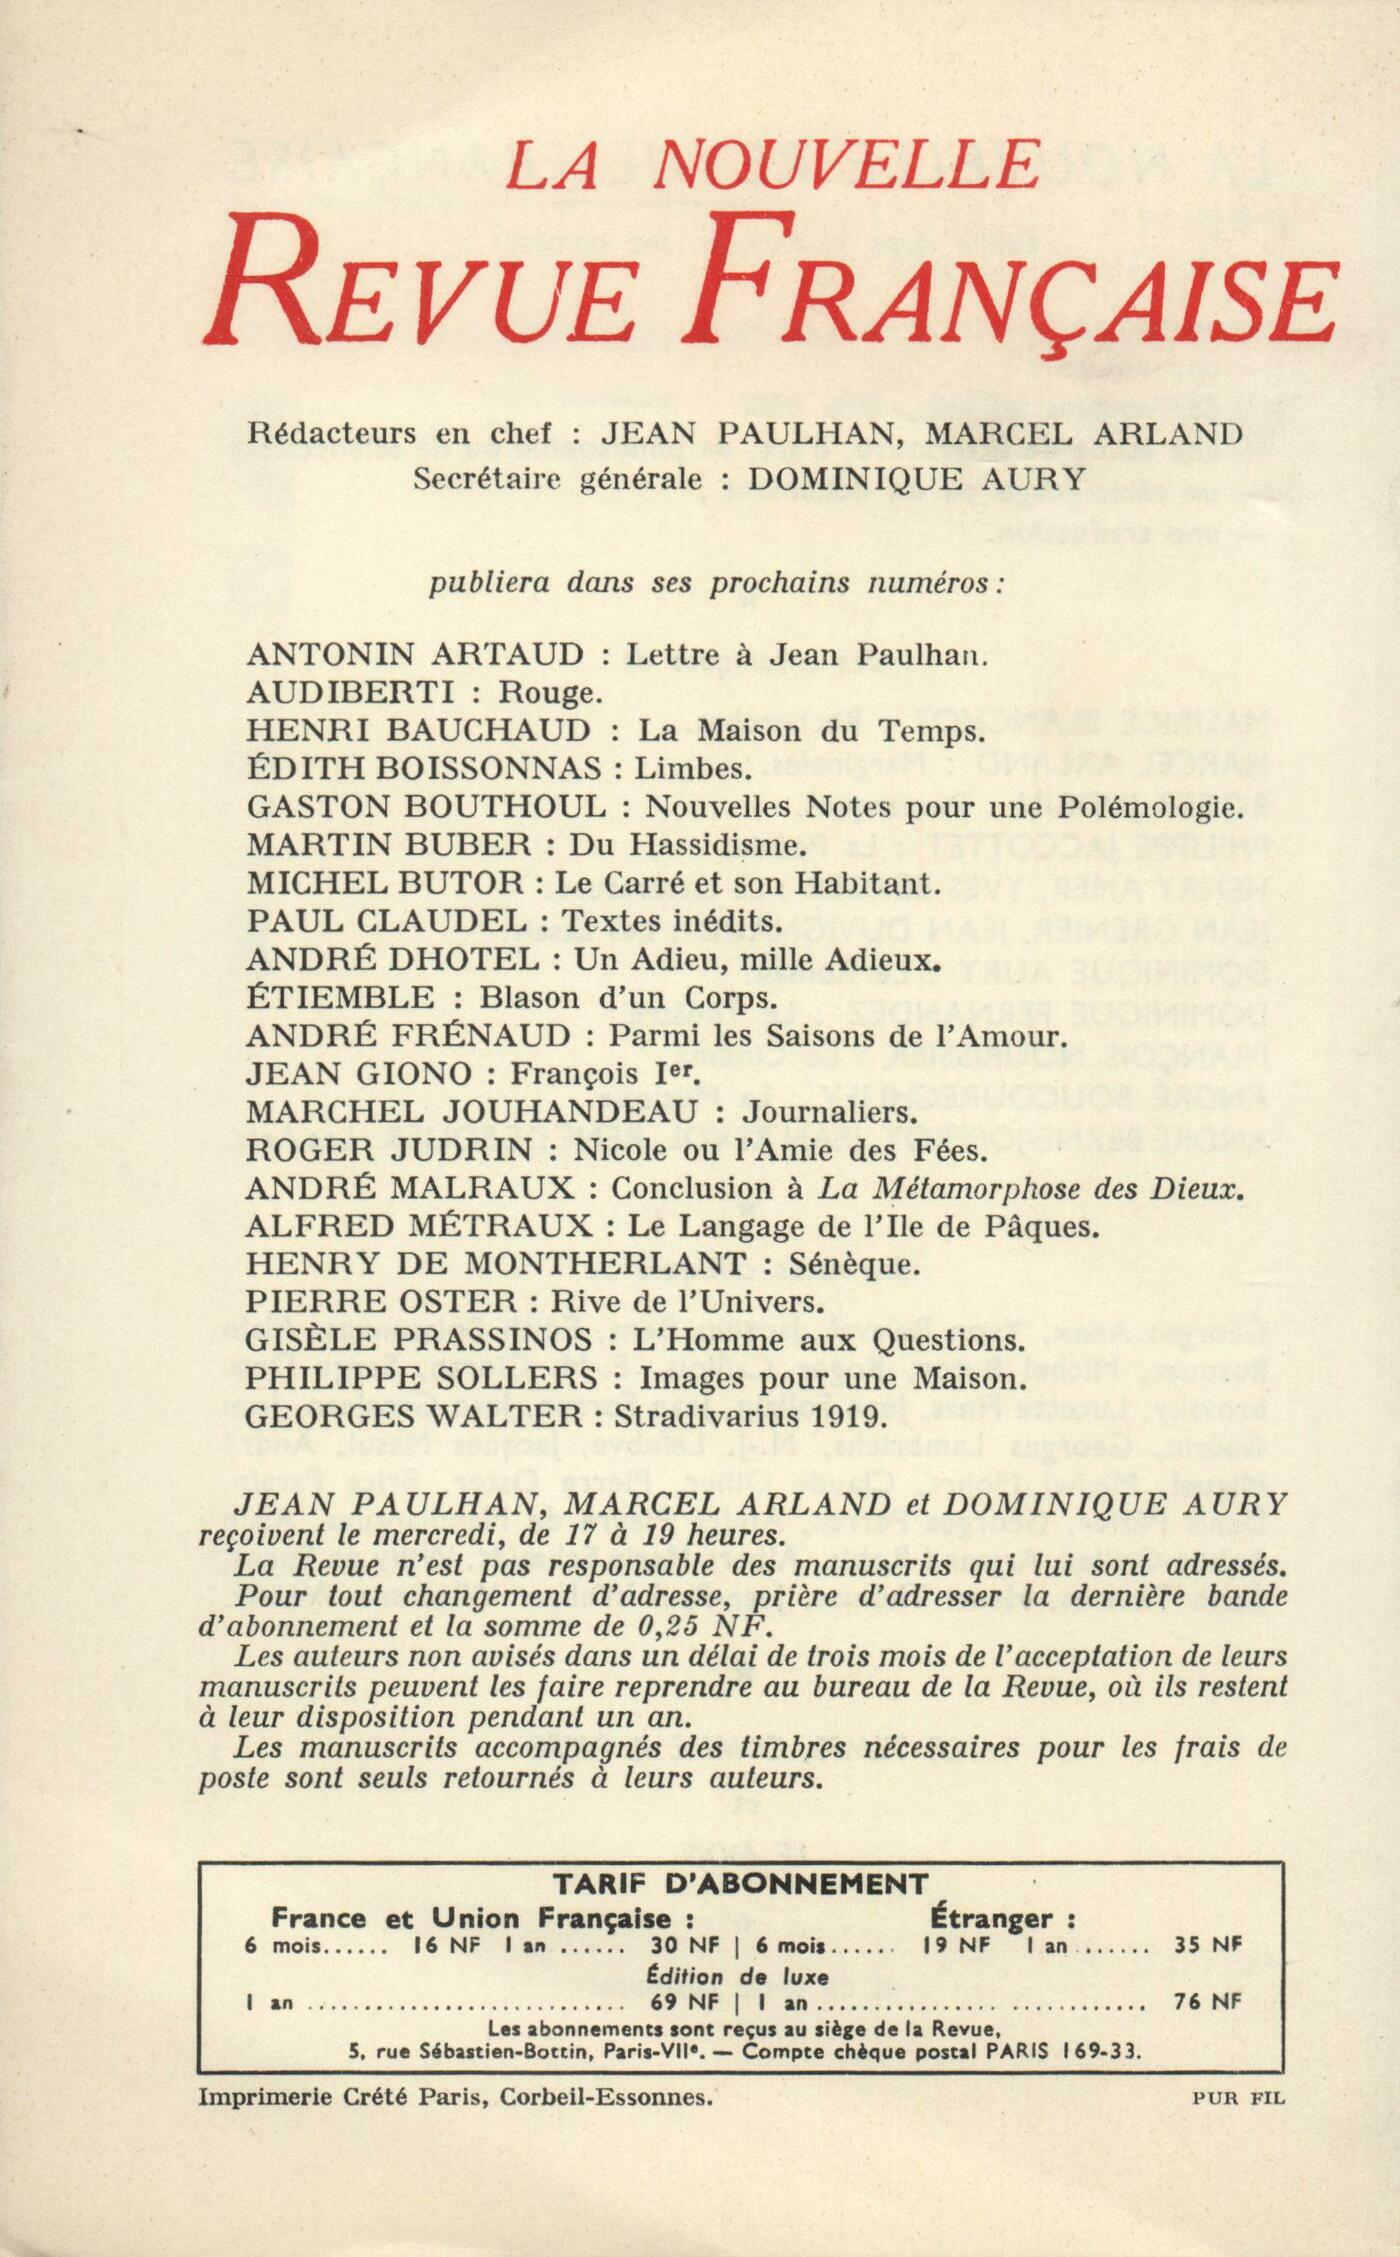 LA NOUVELLE
REVUE FRANÇAISE
Rédacteurs en chef : JEAN PAULHAN, MARCEL ARLAND
Secrétaire générale : DOMINIQUE AURY
publiera dans ses prochains numéros :
ANTONIN ARTAUD : Lettre à Jean Paulhan.
AUDIBERTI : Rouge.
HENRI BAUCHAUD : La Maison du Temps.
ÉDITH BOISSONNAS : Limbes.
GASTON BOUTHOUL : Nouvelles Notes pour une Polémologie.
MARTIN BUBER : Du Hassidisme.
MICHEL BUTOR : Le Carré et son Habitant.
PAUL CLAUDEL : Textes inédits.
ANDRÉ DHOTEL : Un Adieu, mille Adieux.
ÉTIEMBLE : Blason d'un Corps.
ANDRÉ FRÉNAUD : Parmi les Saisons de l'Amour.
JEAN GIONO : François Ier.
MARCHEL JOUHANDEAU : Journaliers.
ROGER JUDRIN : Nicole ou l'Amie des Fées.
ANDRÉ MALRAUX : Conclusion à La Métamorphose des Dieux.
ALFRED MÉTRAUX : Le Langage de l'Ile de Pâques.
HENRY DE MONTHERLANT : Sénèque.
PIERRE OSTER : Rive de l'Univers.
GISÈLE PRASSINOS : L'Homme aux Questions.
PHILIPPE SOLLERS : Images pour une Maison.
GEORGES WALTER : Stradivarius 1919.
JEAN PAULHAN, MARCEL ARLAND et DOMINIQUE AURY
reçoivent le mercredi, de 17 à 19 heures.
La Revue n'est pas responsable des manuscrits qui lui sont adressés.
Pour tout changement d'adresse, prière d'adresser la dernière bande
d'abonnement et la somme de 0,25 NF.
Les auteurs non avisés dans un délai de trois mois de l'acceptation de leurs
manuscrits peuvent les faire reprendre au bureau de la Revue, où ils restent
à leur disposition pendant un an.
Les manuscrits accompagnés des timbres nécessaires pour les frais de
poste sont seuls retournés à leurs auteurs.
TARIF D'ABONNEMENT
France et Union Française : Étranger :
6 mois...... 16 NF 1 an ...... 30 NF | 6 mois...... 19 NF 1 an ....... 35 NF
Édition de luxe
1 an ............................ 69 NF | 1 an ............................ 76 NF
Les abonnements sont reçus au siège de la Revue,
5, rue Sébastien-Bottin, Paris-VIIe. — Compte chèque postal PARIS 169-33.
Imprimerie Crété Paris, Corbeil-Essonnes. PUR FIL